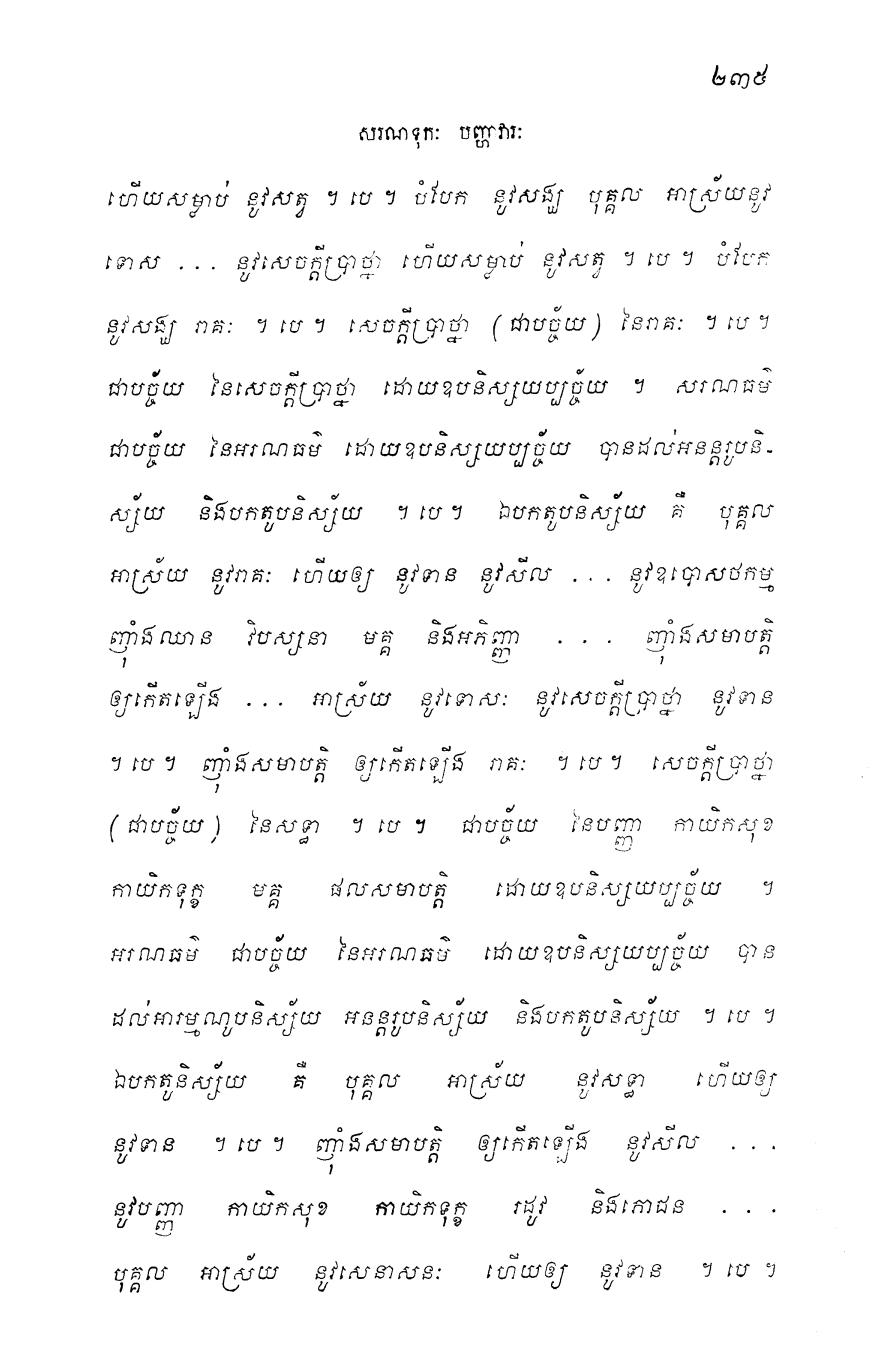 ២៣៥
សរណទុកៈ បញ្ហាវារៈ
ហើយសម្លាប់ នូវសត្វ ។ បេ ។ បំបែក នូវសង្ឃ បុគ្គល អាស្រ័យនូវ
ទោស ... នូវសេចក្តីប្រាថ្នា ហើយសម្លាប់ នូវសត្វ ។ បេ ។ បំបែក
នូវសង្ឃ រាគៈ ។ បេ ។ សេចក្តីប្រាថ្នា (ជាបច្ច័យ) នៃរាគៈ ។ បេ ។
ជាបច្ច័យ នៃសេចក្តីប្រាថ្នា ដោយឧបនិស្សយប្បច្ច័យ ។ សរណធម៌
ជាបច្ច័យ នៃអរណធម៌ ដោយឧបនិស្សយប្បច្ច័យ បានដល់អនន្តរូបនិ-
ស្ស័យ និងបកតូបនិស្ស័យ ។ បេ ។ ឯបកតូបនិស្ស័យ គឺ បុគ្គល
អាស្រ័យ នូវរាគៈ ហើយឲ្យ នូវទាន នូវសីល ... នូវឧបោសថកម្ម
ញ៉ាំងឈាន វិបស្សនា មគ្គ និងអភិញ្ញា ... ញ៉ាំងសមាបត្តិ
ឲ្យកើតឡើង ... អាស្រ័យ នូវទោសៈ នូវសេចក្តីប្រាថ្នា នូវទាន
។ បេ ។ ញ៉ាំងសមាបត្តិ ឲ្យកើតឡើង រាគៈ ។ បេ ។ សេចក្តីប្រាថ្នា
(ជាបច្ច័យ) នៃសទ្ធា ។ បេ ។ ជាបច្ច័យ នៃបញ្ញា កាយិកសុខ
កាយិកទុក្ខ មគ្គ ផលសមាបត្តិ ដោយឧបនិស្សយប្បច្ច័យ ។
អរណធម៌ ជាបច្ច័យ នៃអរណធម៌ ដោយឧបនិស្សយប្បច្ច័យ បាន
ដល់អារម្មណូបនិស្ស័យ អនន្តរូបនិស្ស័យ និងបកតូបនិស្ស័យ ។ បេ ។
ឯបកតូនិស្ស័យ គឺ បុគ្គល អាស្រ័យ នូវសទ្ធា ហើយឲ្យ
នូវទាន ។ បេ ។ ញ៉ាំងសមាបត្តិ ឲ្យកើតឡើង នូវសីល ...
នូវបញ្ញា កាយិកសុខ កាយិកទុក្ខ រដូវ និងភោជន ...
បុគ្គល អាស្រ័យ នូវសេនាសនៈ ហើយឲ្យ នូវទាន ។ បេ ។